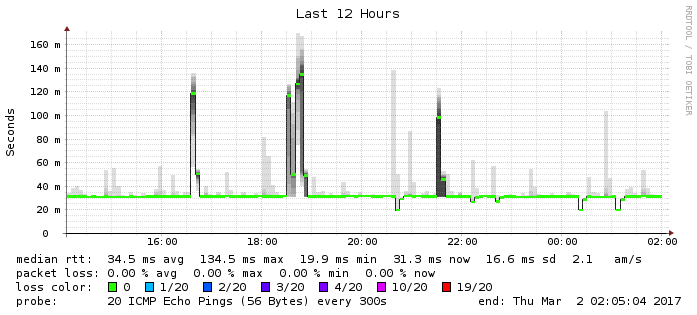 Last 12 Hours
RRDTOOL / TOBI OETIKER
Seconds
160 m
140 m
120 m
100 m
80 m
60 m
40 m
20 m
0
16:00 18:00 20:00 22:00 00:00 02:00
median rtt: 34.5 ms avg 134.5 ms max 19.9 ms min 31.3 ms now 16.6 ms sd 2.1 am/s
packet loss: 0.00 % avg 0.00 % max 0.00 % min 0.00 % now
loss color: 0 1/20 2/20 3/20 4/20 10/20 19/20
probe: 20 ICMP Echo Pings (56 Bytes) every 300s end: Thu Mar 2 02:05:04 2017